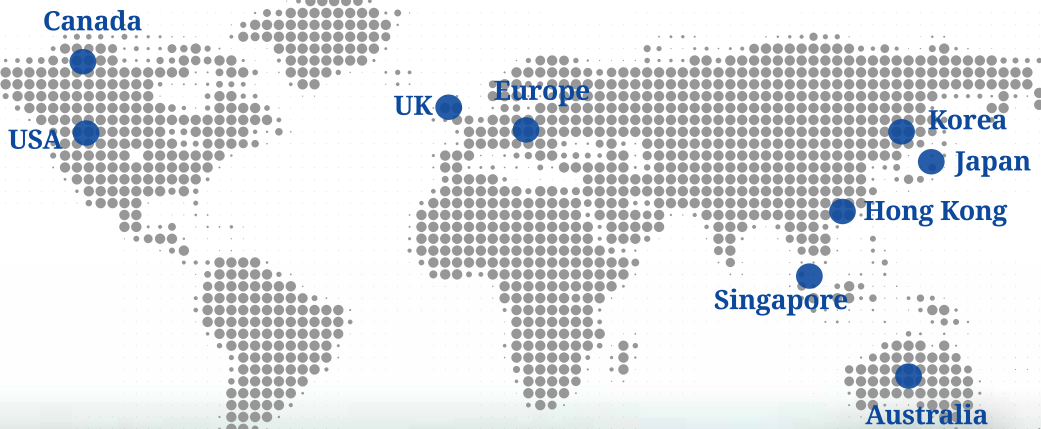 Canada
Europe
UK
Korea
USA
Japan
Hong Kong
Singapore
Australia